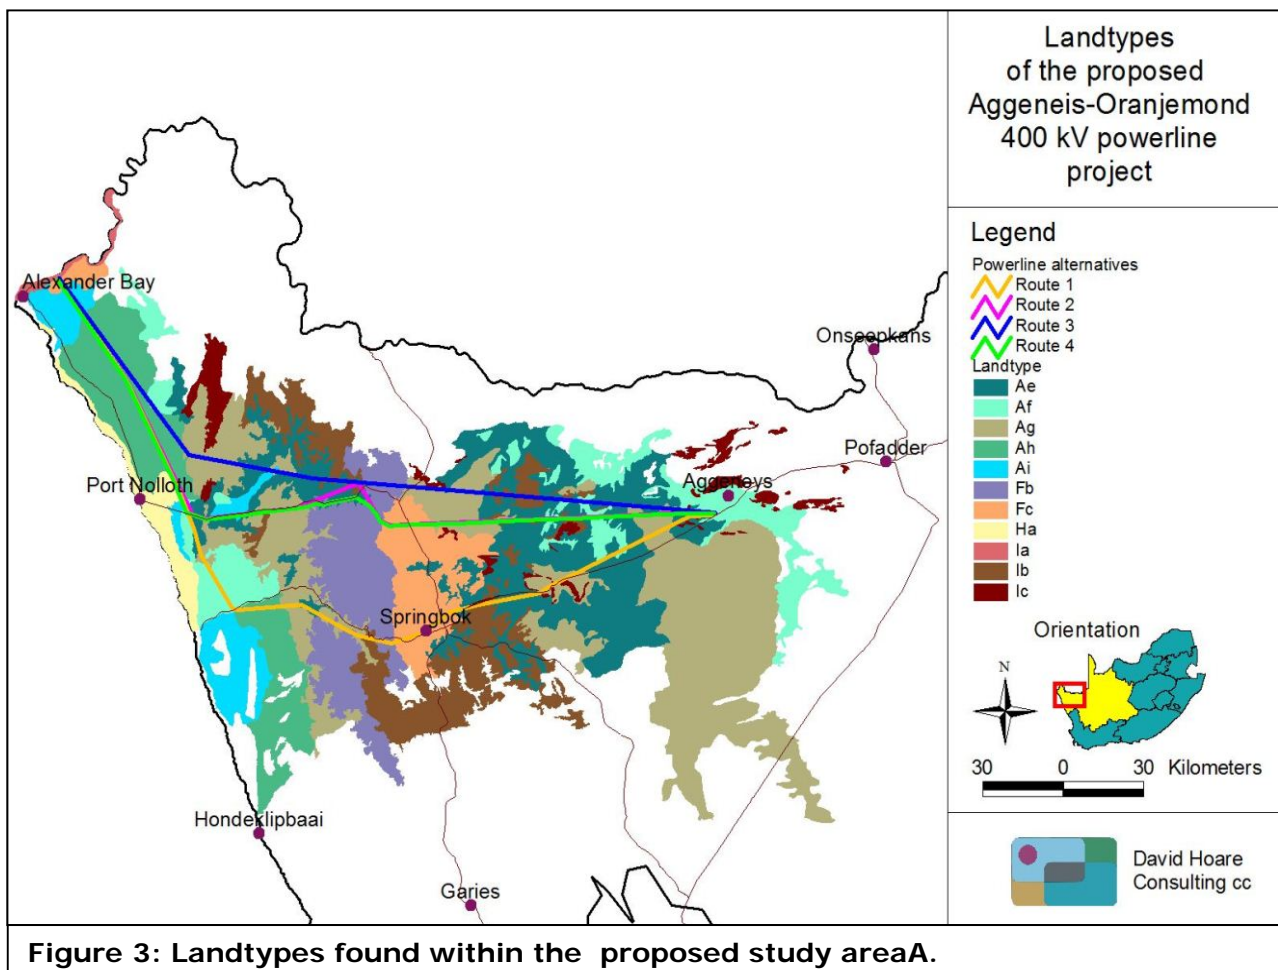 Landtypes
of the proposed
Aggeneis-Oranjemond
400 kV powerline
project
Legend
Powerline alternatives
Route 1
Route 2
Route 3
Route 4
Landtype
Ae
Af
Ag
Ah
Ai
Fb
Fc
Ha
Ia
Ib
Ic
Orientation
N
30 0 30 Kilometers
David Hoare
Consulting cc
Alexander Bay
Onseepkans
Pofadder
Aggeneys
Port Nolloth
Springbok
Hondeklipbaai
Garies
Figure 3: Landtypes found within the proposed study areaA.